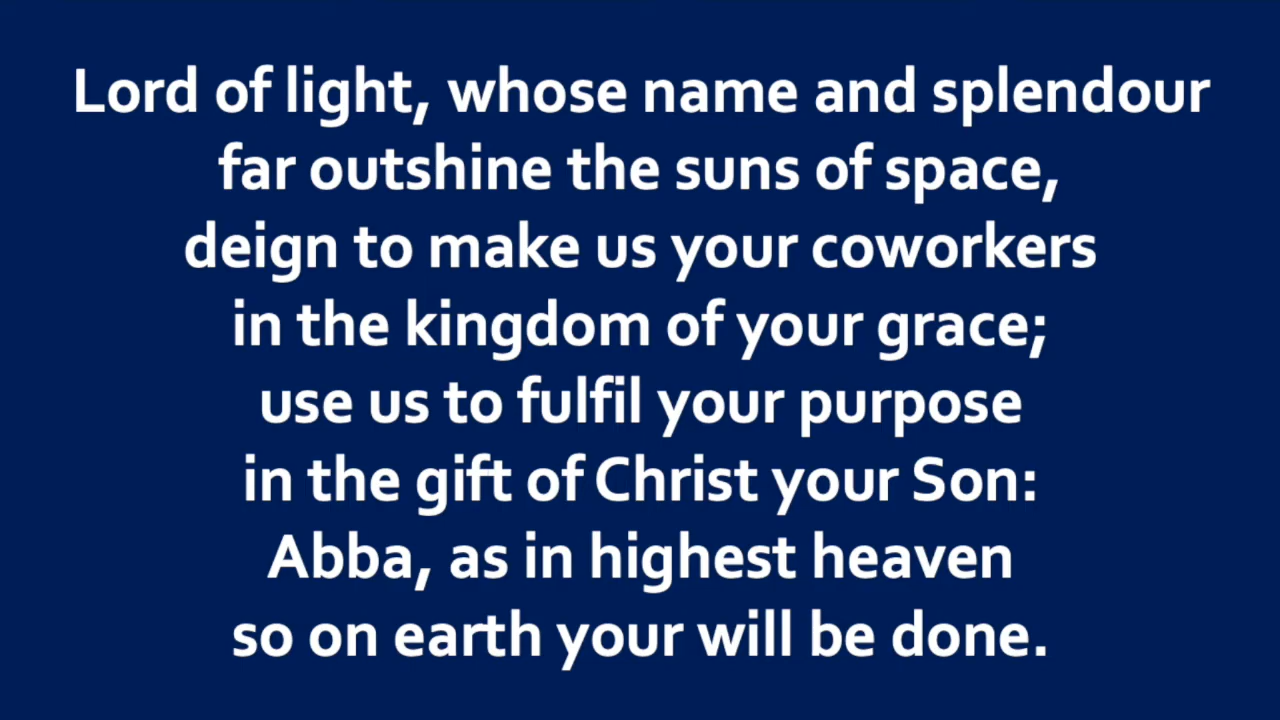 Lord of light, whose name and splendour
far outshine the suns of space,
deign to make us your coworkers
in the kingdom of your grace;
use us to fulfil your purpose
in the gift of Christ your Son:
Abba, as in highest heaven
so on earth your will be done.